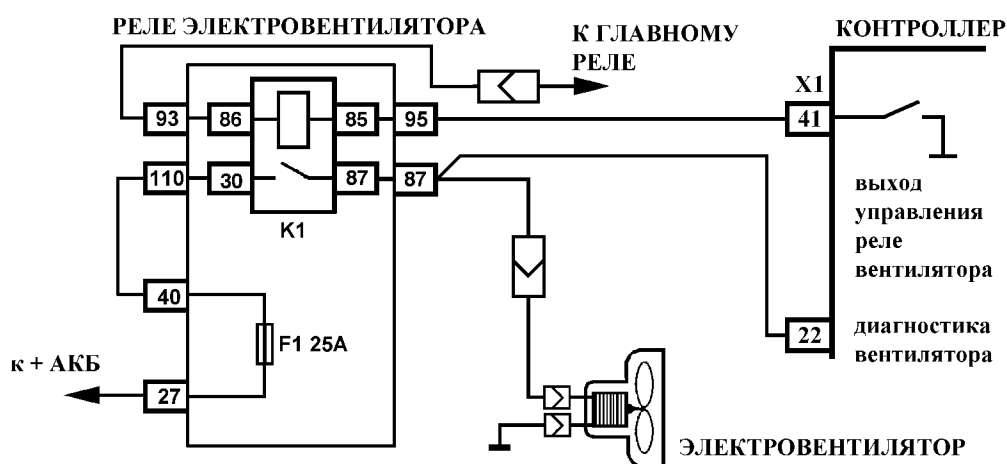 РЕЛЕ ЭЛЕКТРОВЕНТИЛЯТОРА
К ГЛАВНОМУ
РЕЛЕ
КОНТРОЛЛЕР
X1
93
86
85
95
41
110
30
87
87
K1
выход
управления
реле
вентилятора
40
F1 25A
22
диагностика
вентилятора
к + АКБ
27
ЭЛЕКТРОВЕНТИЛЯТОР